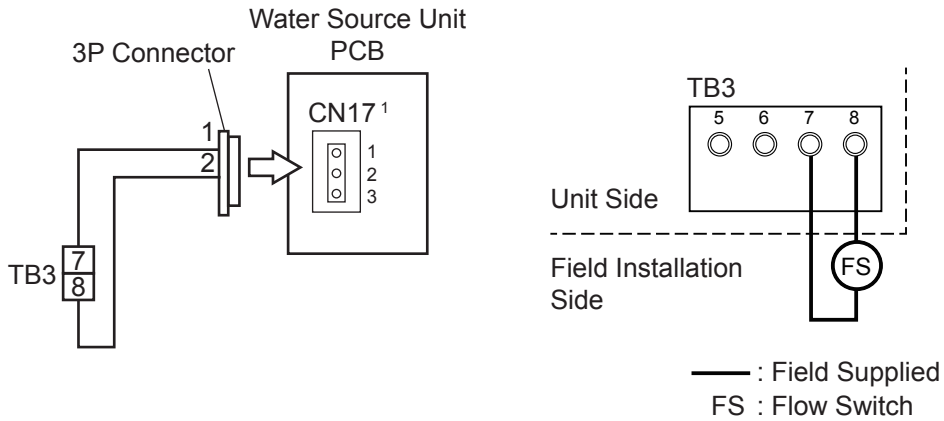 Water Source Unit
PCB
3P Connector
CN17 ¹
1
2
1
2
3
TB3
7
8
TB3
5 6 7 8
Unit Side
Field Installation
Side
FS
: Field Supplied
FS : Flow Switch